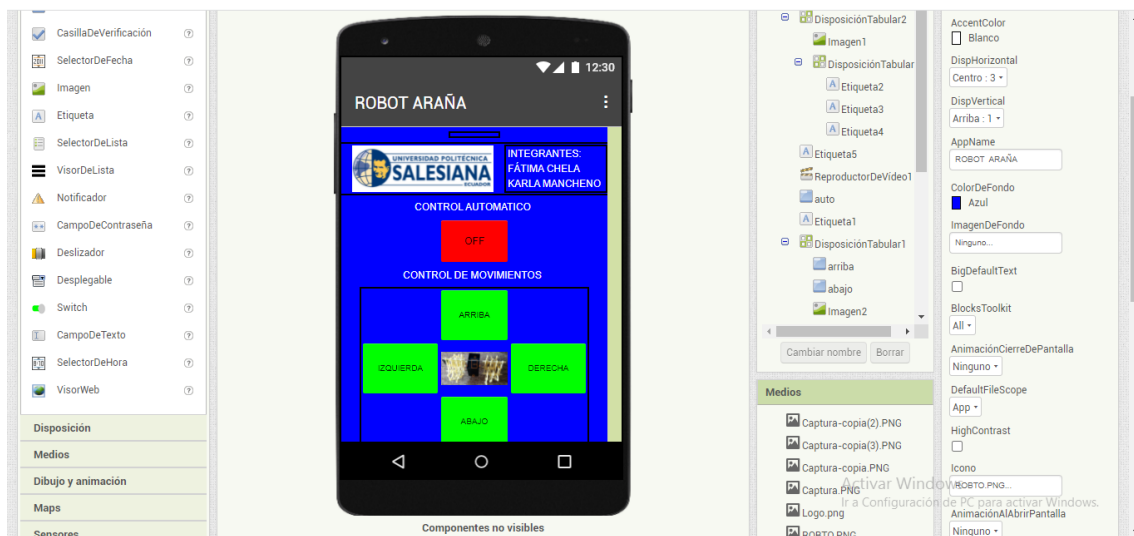 CasillaDeVerificación
SelectorDeFecha
Imagen
Etiqueta
SelectorDeLista
VisorDeLista
Notificador
CampoDeContraseña
Deslizador
Desplegable
Switch
CampoDeTexto
SelectorDeHora
VisorWeb
Disposición
Medios
Dibujo y animación
Maps
Sensores
12:30
ROBOT ARAÑA
UNIVERSIDAD POLITÉCNICA
SALESIANA
ECUADOR
INTEGRANTES:
FÁTIMA CHELA
KARLA MANCHENO
CONTROL AUTOMATICO
OFF
CONTROL DE MOVIMIENTOS
ARRIBA
IZQUIERDA
DERECHA
ABAJO
Componentes no visibles
DisposiciónTabular2
Imagen1
DisposiciónTabular
Etiqueta2
Etiqueta3
Etiqueta4
Etiqueta5
ReproductorDeVídeo1
auto
Etiqueta1
DisposiciónTabular1
arriba
abajo
Imagen2
Cambiar nombre Borrar
Medios
Captura-copia(2).PNG
Captura-copia(3).PNG
Captura-copia.PNG
Captura.PNG
Logo.png
ROBTO.PNG
AccentColor
Blanco
DispHorizontal
Centro : 3
DispVertical
Arriba : 1
AppName
ROBOT ARAÑA
ColorDeFondo
Azul
ImagenDeFondo
Ninguno...
BigDefaultText
BlocksToolkit
All
AnimaciónCierreDePantalla
Ninguno
DefaultFileScope
App
HighContrast
Icono
ROBTO.PNG...
AnimaciónAlAbrirPantalla
Ninguno
Activar Windows
Ir a Configuración de PC para activar Windows.